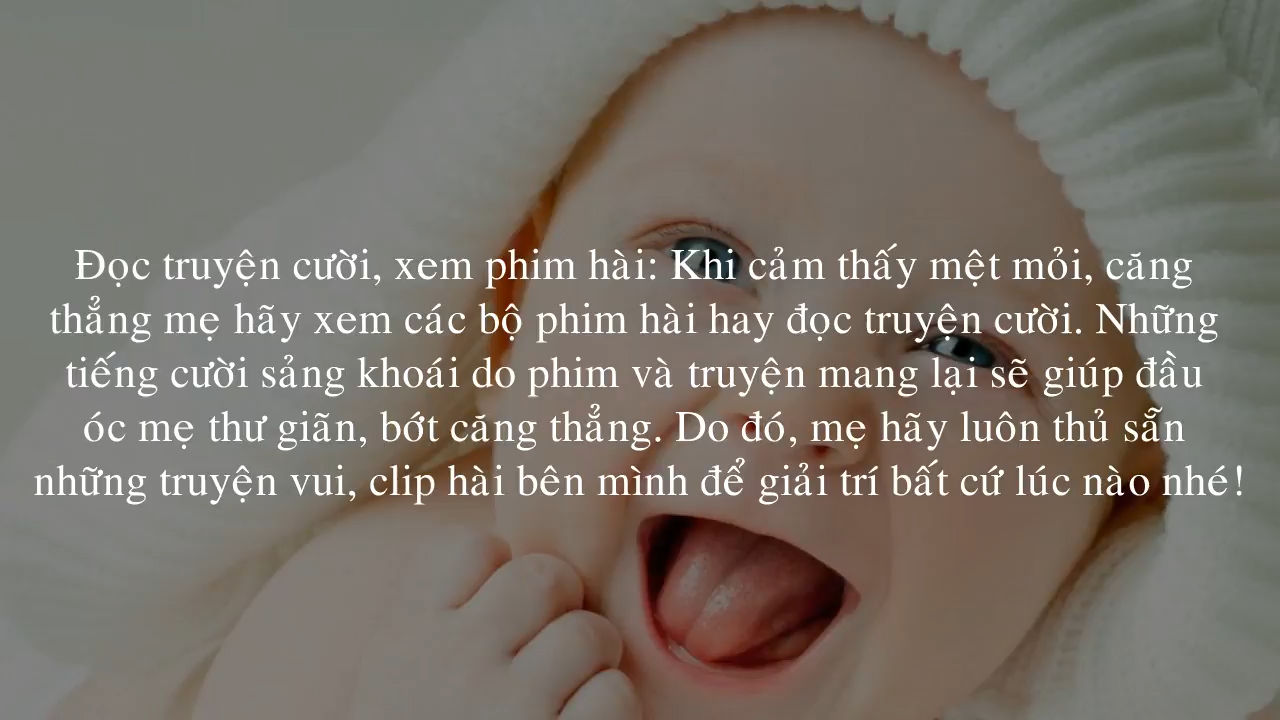 Đọc truyện cười, xem phim hài: Khi cảm thấy mệt mỏi, căng
thẳng mẹ hãy xem các bộ phim hài hay đọc truyện cười. Những
tiếng cười sảng khoái do phim và truyện mang lại sẽ giúp đầu
óc mẹ thư giãn, bớt căng thẳng. Do đó, mẹ hãy luôn thủ sẵn
những truyện vui, clip hài bên mình để giải trí bất cứ lúc nào nhé!